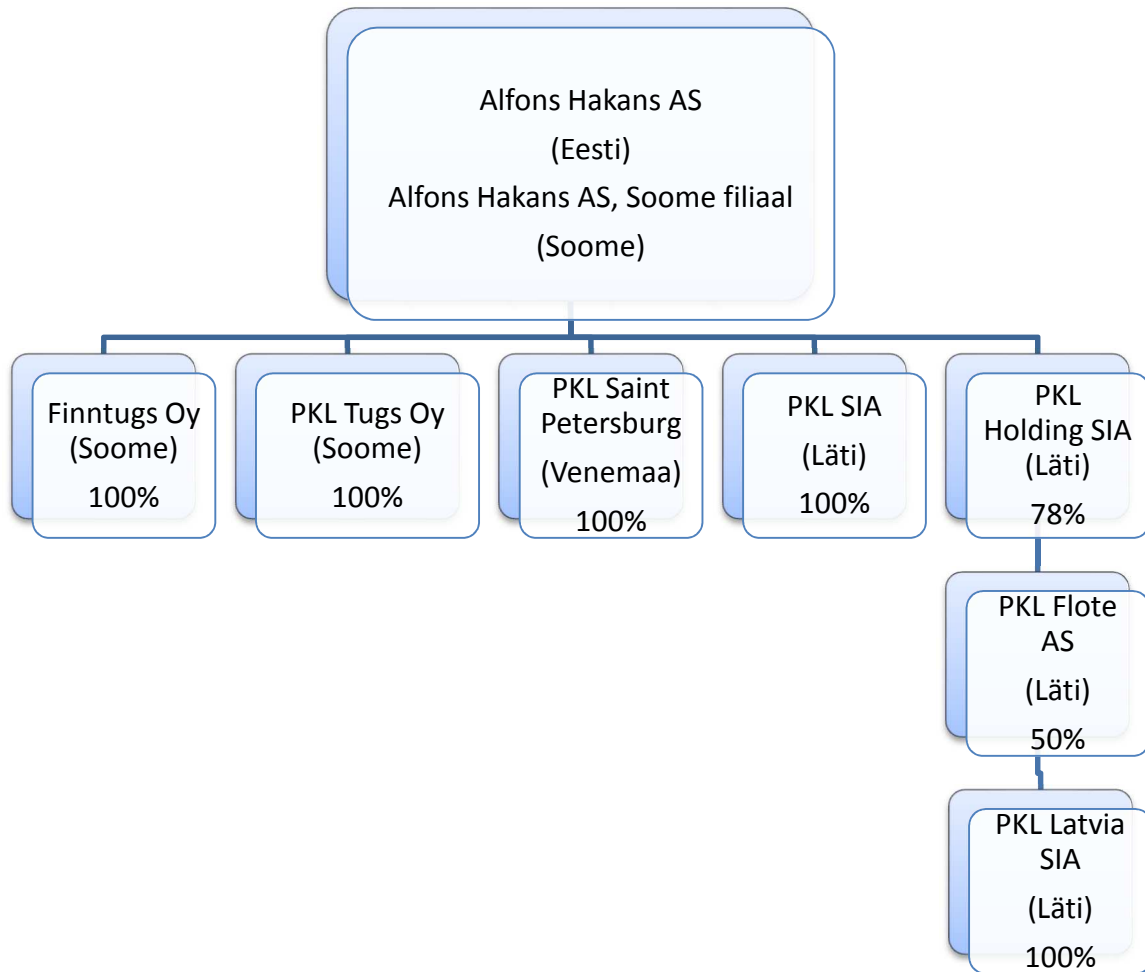 Alfons Hakans AS
(Eesti)
Alfons Hakans AS, Soome filiaal
(Soome)
Finntugs Oy
(Soome)
100%
PKL Tugs Oy
(Soome)
100%
PKL Saint
Petersburg
(Venemaa)
100%
PKL SIA
(Läti)
100%
PKL
Holding SIA
(Läti)
78%
PKL Flote
AS
(Läti)
50%
PKL Latvia
SIA
(Läti)
100%